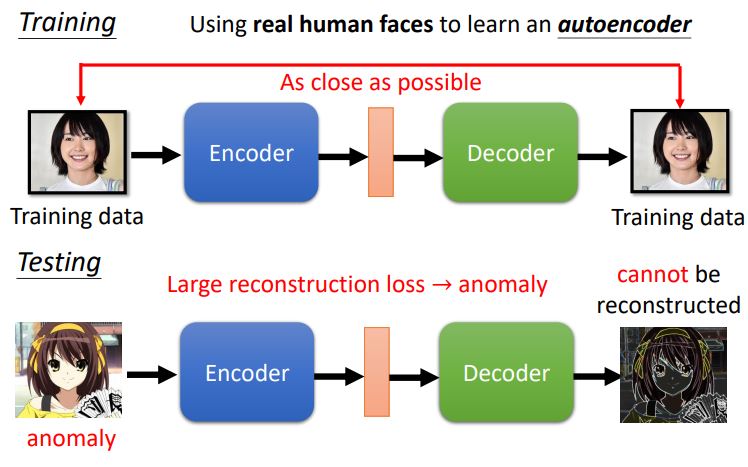 Training
Using real human faces to learn an autoencoder
As close as possible
Encoder
Decoder
Training data
Training data
Testing
Large reconstruction loss → anomaly
cannot be
reconstructed
Encoder
Decoder
anomaly